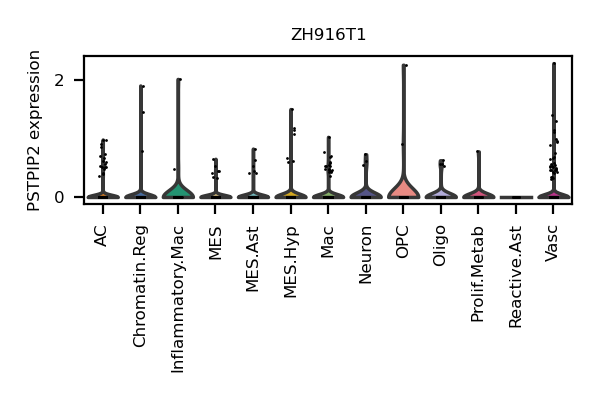 ZH916T1
PSTPIP2 expression
2
0
AC
Chromatin.Reg
Inflammatory.Mac
MES
MES.Ast
MES.Hyp
Mac
Neuron
OPC
Oligo
Prolif.Metab
Reactive.Ast
Vasc